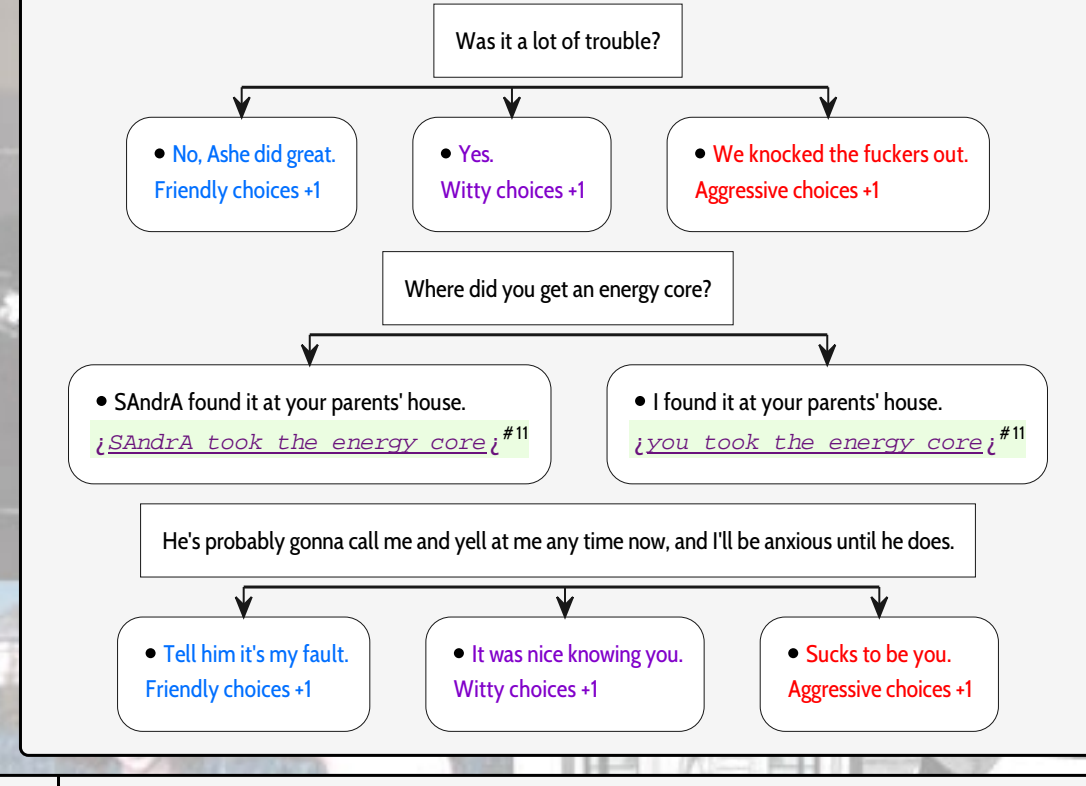 Was it a lot of trouble?
• No, Ashe did great.
Friendly choices +1
• Yes.
Witty choices +1
• We knocked the fuckers out.
Aggressive choices +1
Where did you get an energy core?
• SAndrA found it at your parents' house.
¿SAndrA took the energy core¿#11
• I found it at your parents' house.
¿you took the energy core¿#11
He's probably gonna call me and yell at me any time now, and I'll be anxious until he does.
• Tell him it's my fault.
Friendly choices +1
• It was nice knowing you.
Witty choices +1
• Sucks to be you.
Aggressive choices +1